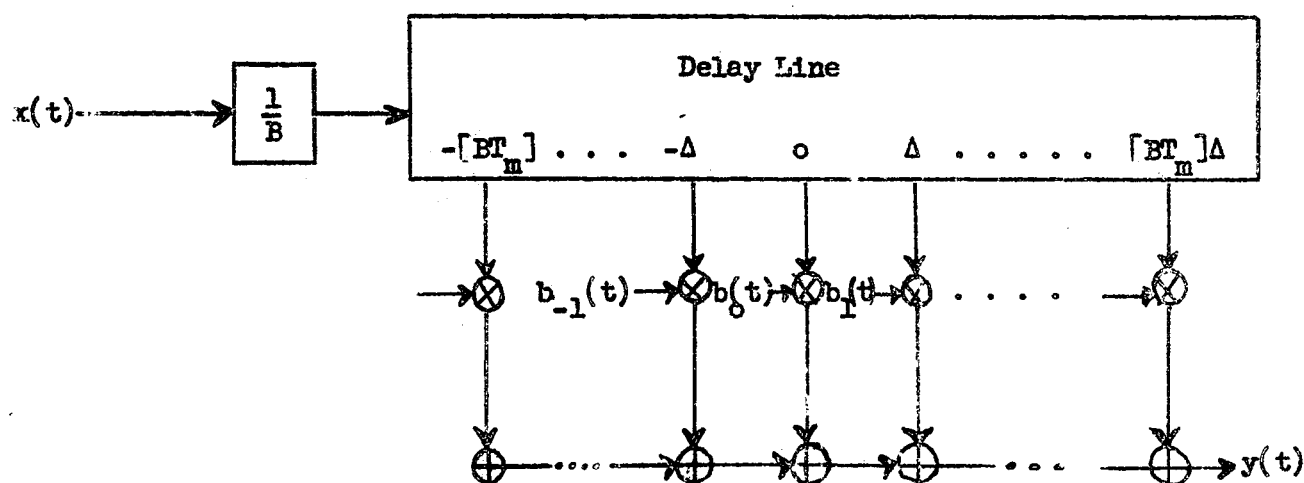 Delay Line
x(t)
1
B
-[BT_m] . . . -Δ o Δ . . . . . [BT_m]Δ
b_-1(t) b_o(t) b_1(t) . . . .
y(t)